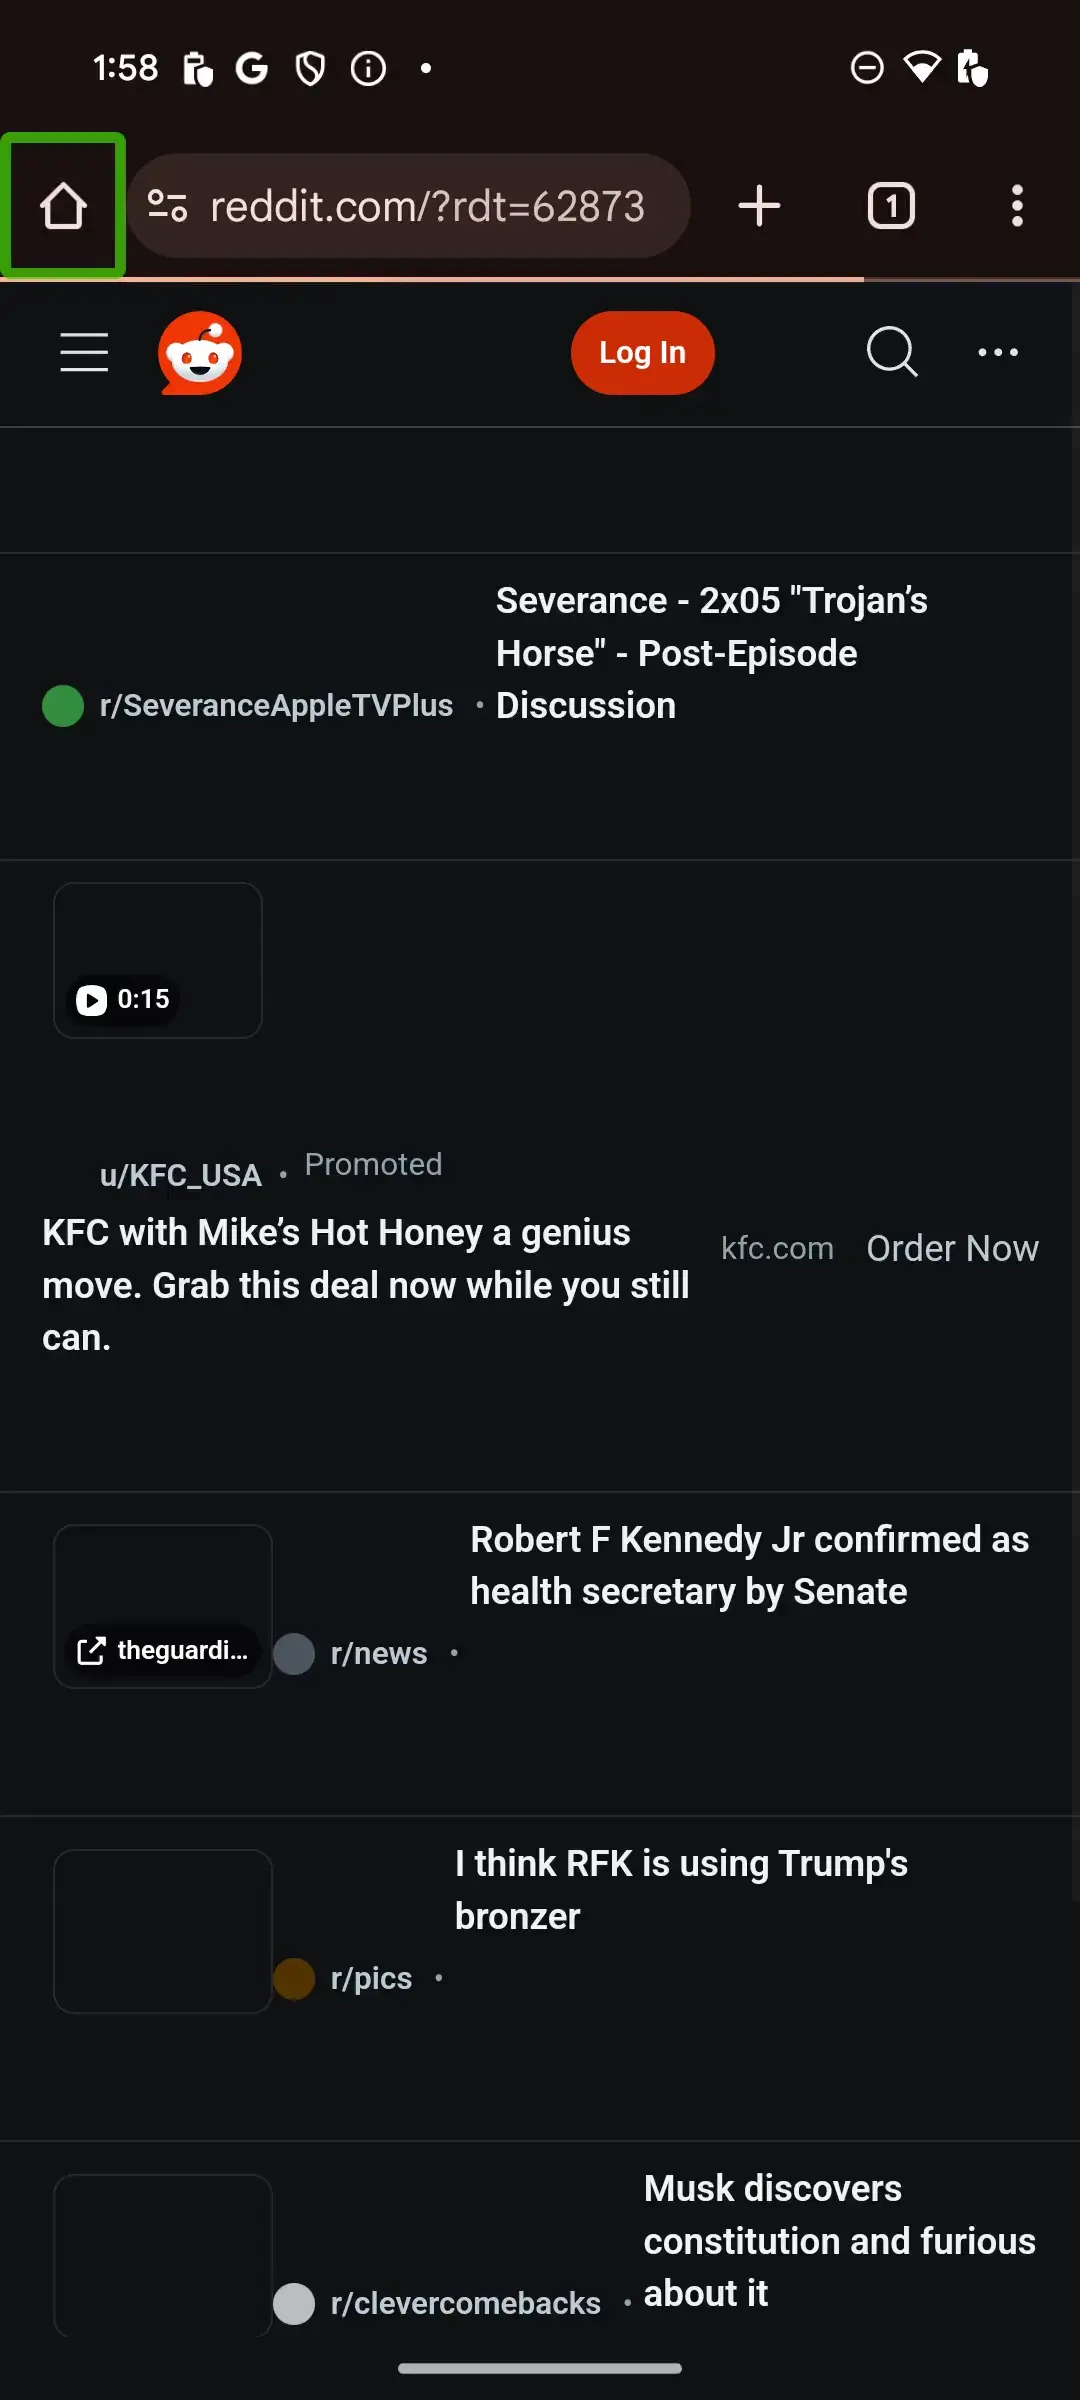 1:58
reddit.com/?rdt=62873
1
Log In
Severance - 2x05 "Trojan’s
Horse" - Post-Episode
Discussion
r/SeveranceAppleTVPlus •
0:15
u/KFC_USA • Promoted
KFC with Mike’s Hot Honey a genius
move. Grab this deal now while you still
can.
kfc.com Order Now
Robert F Kennedy Jr confirmed as
health secretary by Senate
theguardi...
r/news •
I think RFK is using Trump's
bronzer
r/pics •
Musk discovers
constitution and furious
about it
r/clevercomebacks •